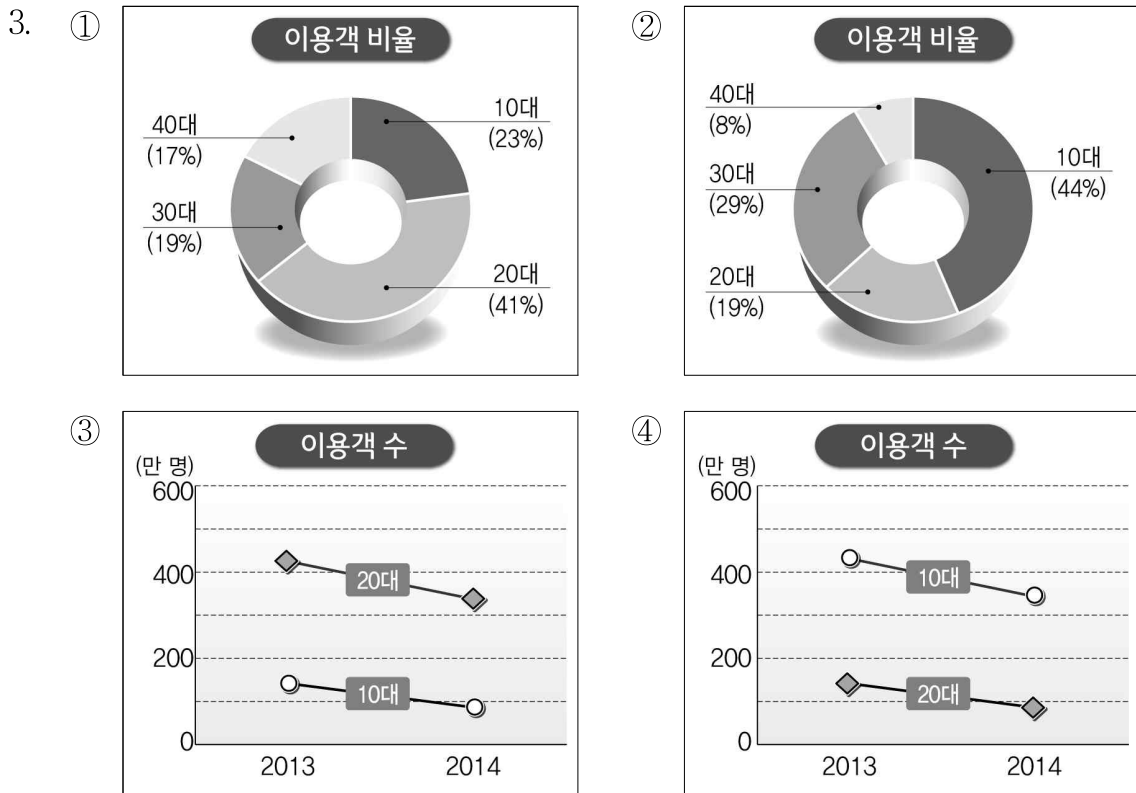 3.
①
이용객 비율
40대
(17%)
10대
(23%)
30대
(19%)
20대
(41%)
②
이용객 비율
40대
(8%)
10대
(44%)
30대
(29%)
20대
(19%)
③
이용객 수
(만 명)
600
400
200
0
20대
10대
2013
2014
④
이용객 수
(만 명)
600
400
200
0
10대
20대
2013
2014